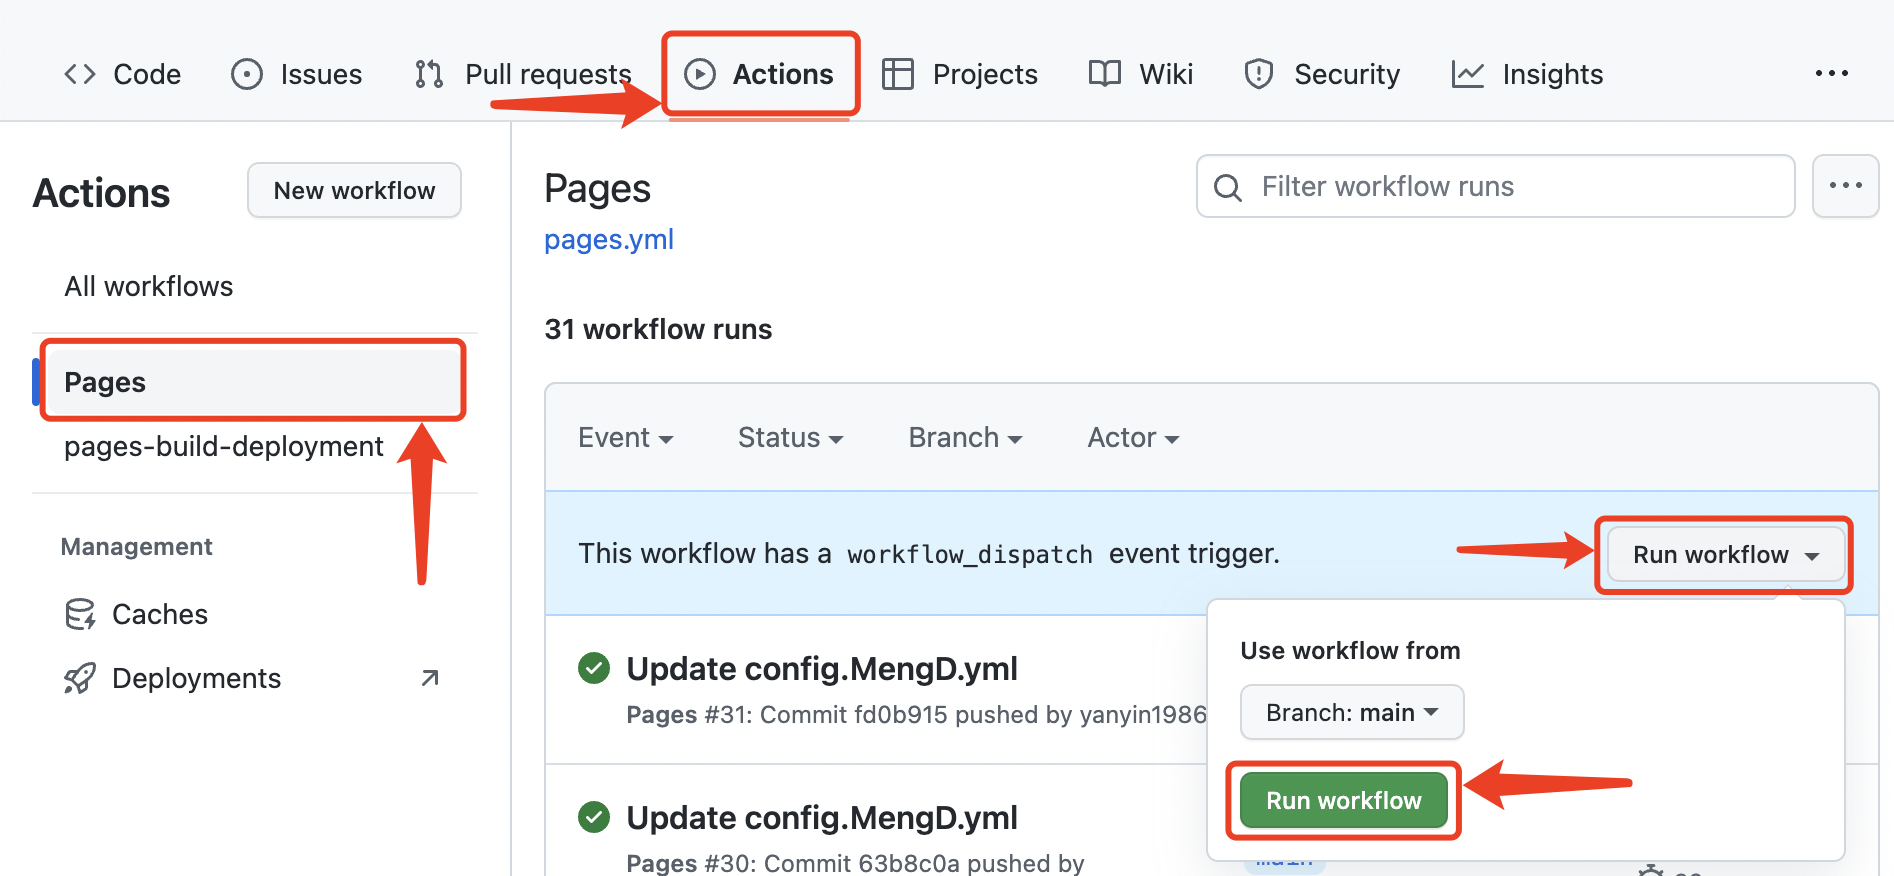 Code Issues Pull requests Actions Projects Wiki Security Insights
Actions
New workflow
All workflows
Pages
pages-build-deployment
Management
Caches
Deployments
Pages
pages.yml
Filter workflow runs
31 workflow runs
Event Status Branch Actor
This workflow has a workflow_dispatch event trigger.
Run workflow
Use workflow from
Branch: main
Run workflow
Update config.MengD.yml
Pages #31: Commit fd0b915 pushed by yanyin1986
Update config.MengD.yml
Pages #30: Commit 63b8c0a pushed by
main